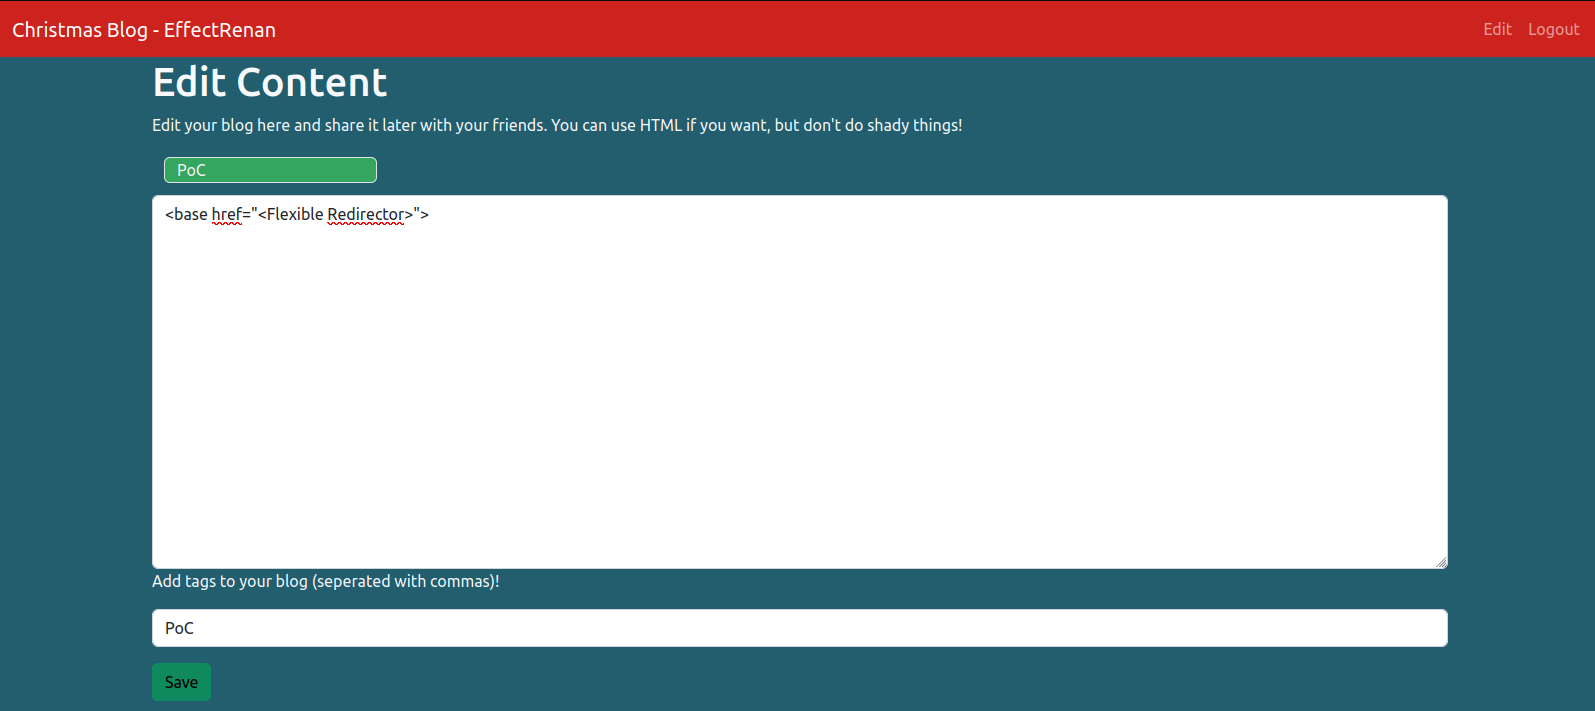 Christmas Blog - EffectRenan Edit Logout
Edit Content
Edit your blog here and share it later with your friends. You can use HTML if you want, but don't do shady things!
PoC
<base href="<Flexible Redirector>">
Add tags to your blog (seperated with commas)!
PoC
Save